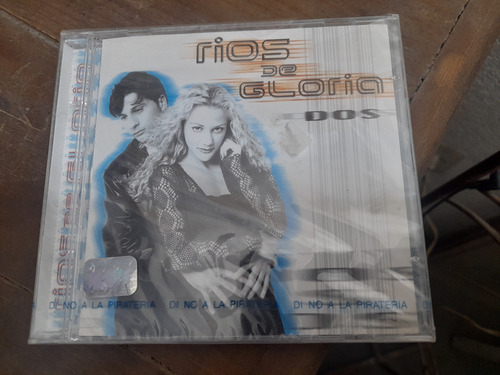 rios
de
Gloria
DOS
DI NO A LA PIRATERIA DI NO A LA PIRATERIA DI NO A LA PIRATERIA D